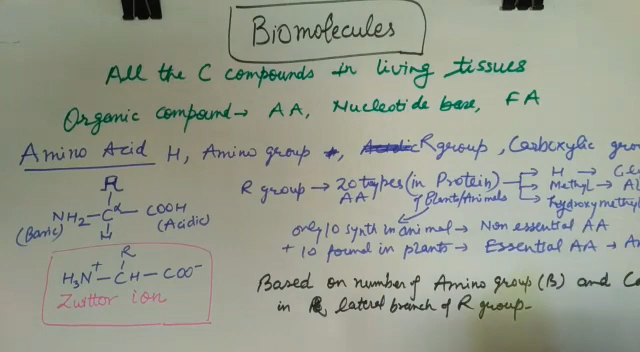 Biomolecules
All the C compounds in living tissues
Organic compound → AA, Nucleotide base, FA
Amino Acid H, Amino group, R group, Carboxylic
R group → 20 types (in Protein) → H →
AA of Plants/Animals → Methyl →
→ hydroxymethyl
only 10 synth in animal → Non essential AA
+ 10 found in plants → Essential AA →
R
NH2 – C α – COOH
(Basic) H (Acidic)
R
H3N+ – CH – COO-
Zwittor ion
Based on number of Amino group (B) and
in lateral branch of R group.